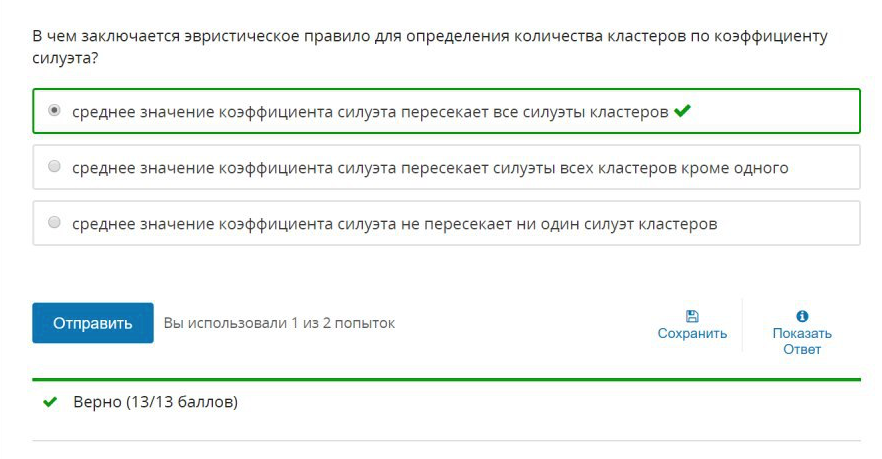 В чем заключается эвристическое правило для определения количества кластеров по коэффициенту
силуэта?
среднее значение коэффициента силуэта пересекает все силуэты кластеров
среднее значение коэффициента силуэта пересекает силуэты всех кластеров кроме одного
среднее значение коэффициента силуэта не пересекает ни один силуэт кластеров
Отправить
Вы использовали 1 из 2 попыток
Сохранить
Показать
Ответ
Верно (13/13 баллов)